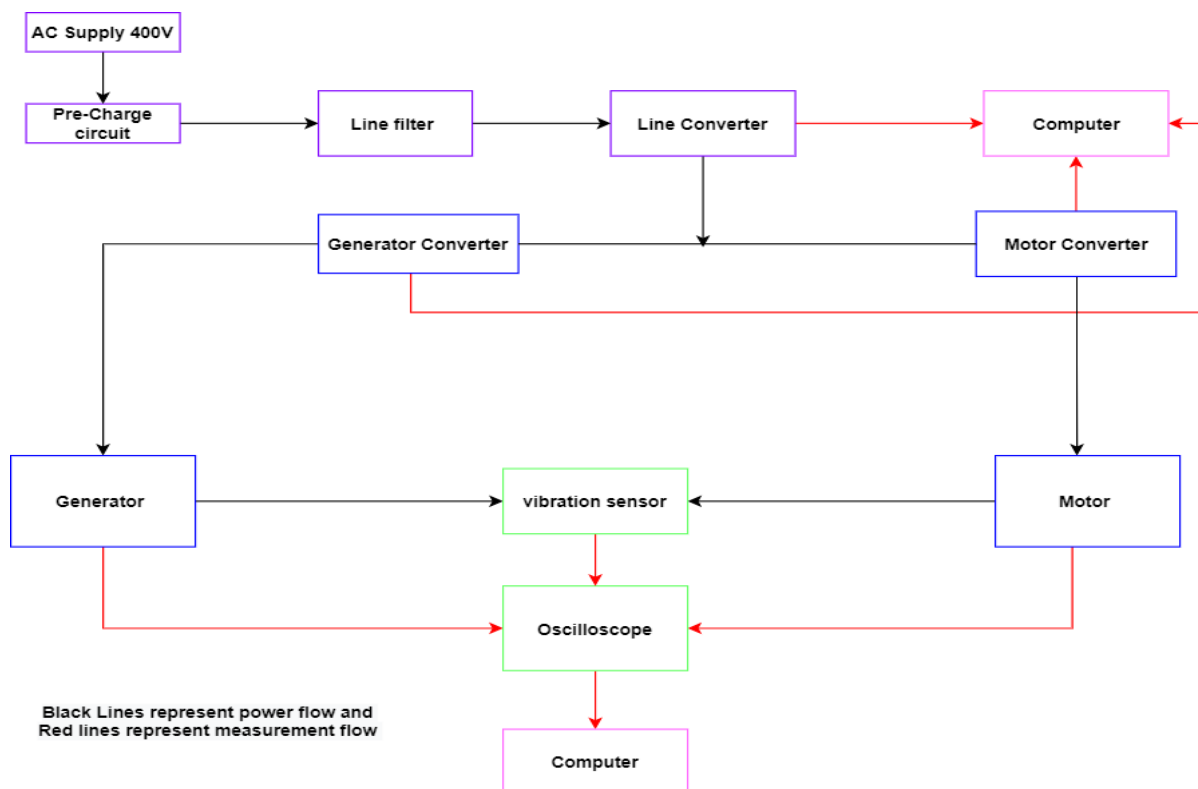 AC Supply 400V
Pre-Charge
circuit
Line filter
Line Converter
Computer
Generator Converter
Motor Converter
Generator
vibration sensor
Motor
Oscilloscope
Black Lines represent power flow and
Red lines represent measurement flow
Computer